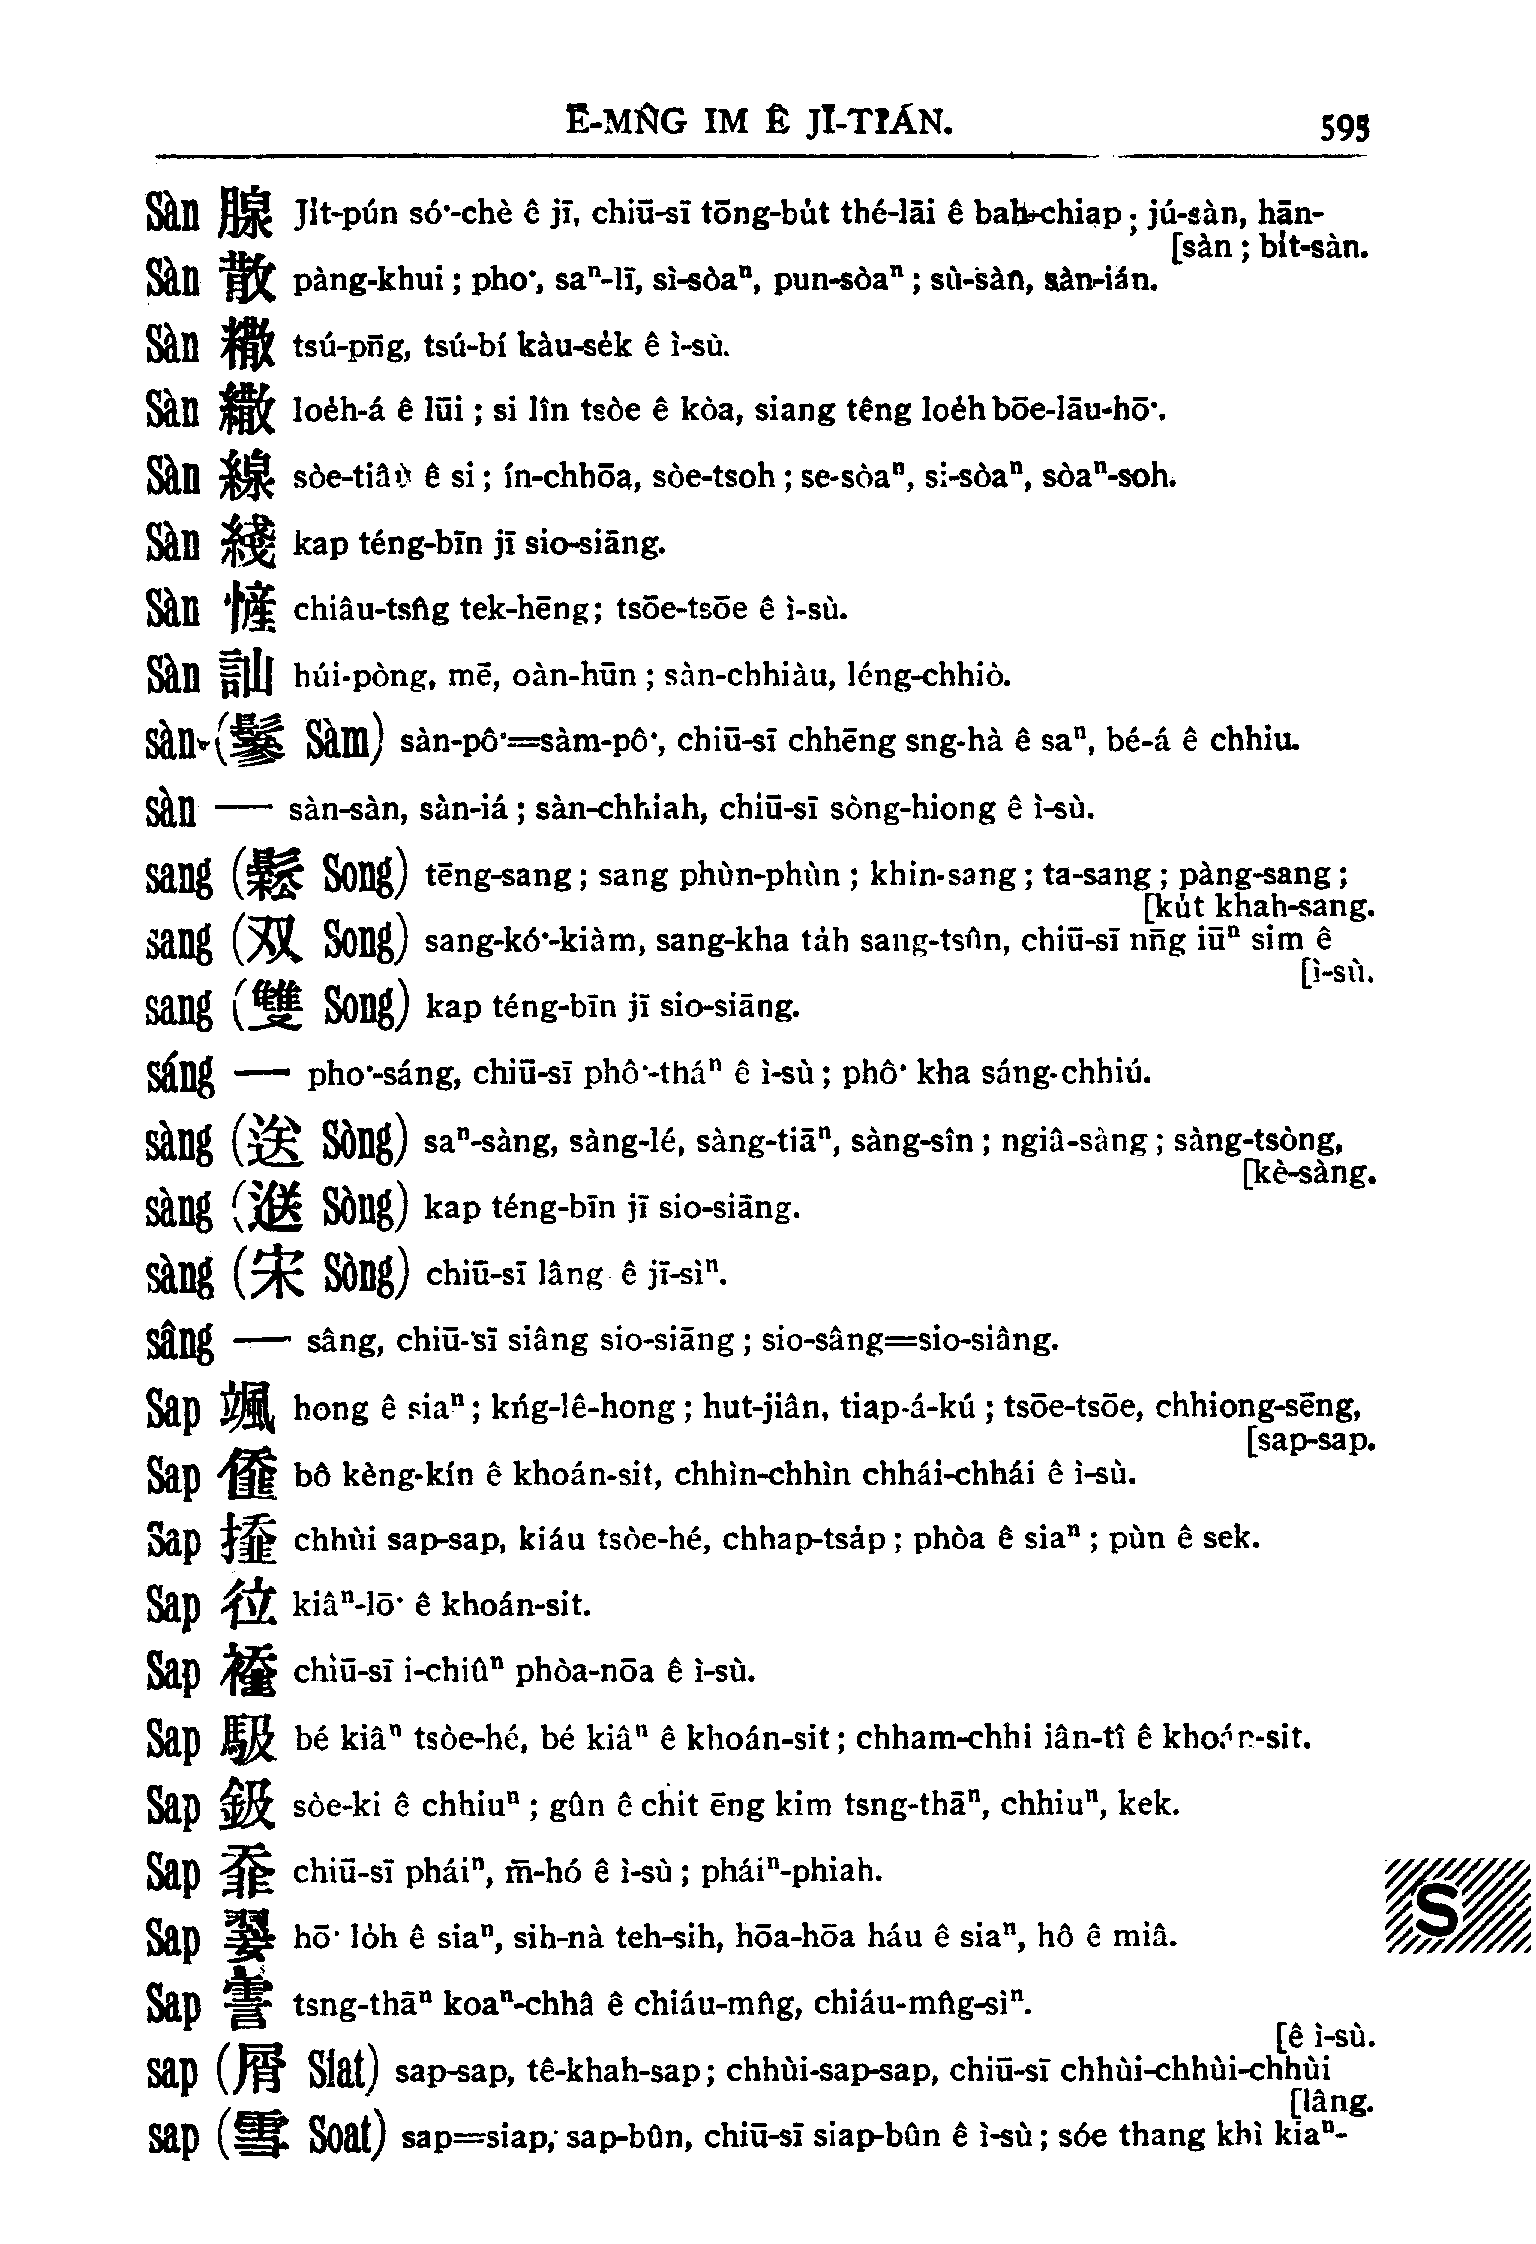 Ē-MN̂G IM Ê JĪ-TIÁN.
595
Sàn 腺 Ji̍t-pún só͘-chè ê jī, chiū-sī tōng-bu̍t thé-lāi ê bah-chiap; jú-sàn, hān-
[sàn; bi̍t-sàn.
Sàn 散 pàng-khui; pho͘, saⁿ-lī, sì-sòaⁿ, pun-sòaⁿ; sù-sàn, sàn-ián.
Sàn 糤 tsú-pn̄g, tsú-bí kàu-se̍k ê ì-sù.
Sàn 繖 loe̍h-á ê lūi; si lîn tsòe ê kòa, siang têng loe̍h bōe-lāu-hō͘.
Sàn 線 sòe-tiâu ê si; ín-chhōa, sòe-tsoh; se-sòaⁿ, si-sòaⁿ, sòaⁿ-soh.
Sàn 綫 kap téng-bīn jī sio-siāng.
Sàn 㦃 chiâu-tsn̂g tek-hēng; tsōe-tsōe ê ì-sù.
Sàn 訕 húi-pòng, mē, oàn-hūn; sàn-chhiàu, léng-chhiò.
sàn (鬖 Sàm) sàn-pô͘=sàm-pô͘, chiū-sī chhēng sng-hà ê saⁿ, bé-á ê chhiu.
sàn — sàn-sàn, sàn-iá; sàn-chhiah, chiū-sī sòng-hiong ê ì-sù.
sang (鬆 Song) tēng-sang; sang phùn-phùn; khin-sang; ta-sang; pàng-sang;
[ku̍t khah-sang.
sang (双 Song) sang-kó͘-kiàm, sang-kha ta̍h sang-tsûn, chiū-sī nn̄g iūⁿ sim ê
[ì-sù.
sang (雙 Song) kap téng-bīn jī sio-siāng.
sáng — pho͘-sáng, chiū-sī phô͘-tháⁿ ê ì-sù; phô͘ kha sáng-chhiú.
sàng (送 Sòng) saⁿ-sàng, sàng-lé, sàng-tiāⁿ, sàng-sîn; ngiâ-sàng; sàng-tsòng,
[kè-sàng.
sàng (送 Sòng) kap téng-bīn jī sio-siāng.
sàng (宋 Sòng) chiū-sī lâng ê jī-sìⁿ.
sâng — sâng, chiū-sī siâng sio-siāng; sio-sâng=sio-siâng.
Sap 颯 hong ê siaⁿ; kńg-lê-hong; hut-jiân, tiap-á-kú; tsōe-tsōe, chhiong-sēng,
[sap-sap.
Sap bô kèng-kín ê khoán-sit, chhìn-chhìn chhái-chhái ê ì-sù.
Sap chhùi sap-sap, kiáu tsòe-hé, chhap-tsa̍p; phòa ê siaⁿ; pùn ê sek.
Sap kiâⁿ-lō͘ ê khoán-sit.
Sap chiū-sī i-chiûⁿ phòa-nōa ê ì-sù.
Sap 馺 bé kiâⁿ tsòe-hé, bé kiâⁿ ê khoán-sit; chham-chhi iân-tî ê khoán-sit.
Sap 鈒 sòe-ki ê chhiuⁿ; gûn ê chit ēng kim tsng-thāⁿ, chhiuⁿ, kek.
Sap chiū-sī pháiⁿ, m̄-hó ê ì-sù; pháiⁿ-phiah.
Sap hō͘ lo̍h ê siaⁿ, sih-nà teh-sih, hōa-hōa háu ê siaⁿ, hô ê miâ.
Sap tsng-thāⁿ koaⁿ-chhâ ê chiáu-mn̂g, chiáu-mn̂g-sìⁿ.
[ê ì-sù.
sap (屑 Siat) sap-sap, tê-khah-sap; chhùi-sap-sap, chiū-sī chhùi-chhùi-chhùi
[lâng.
sap (雪 Soat) sap=siap; sap-bûn, chiū-sī siap-bûn ê ì-sù; sóe thang khì kiaⁿ-
S